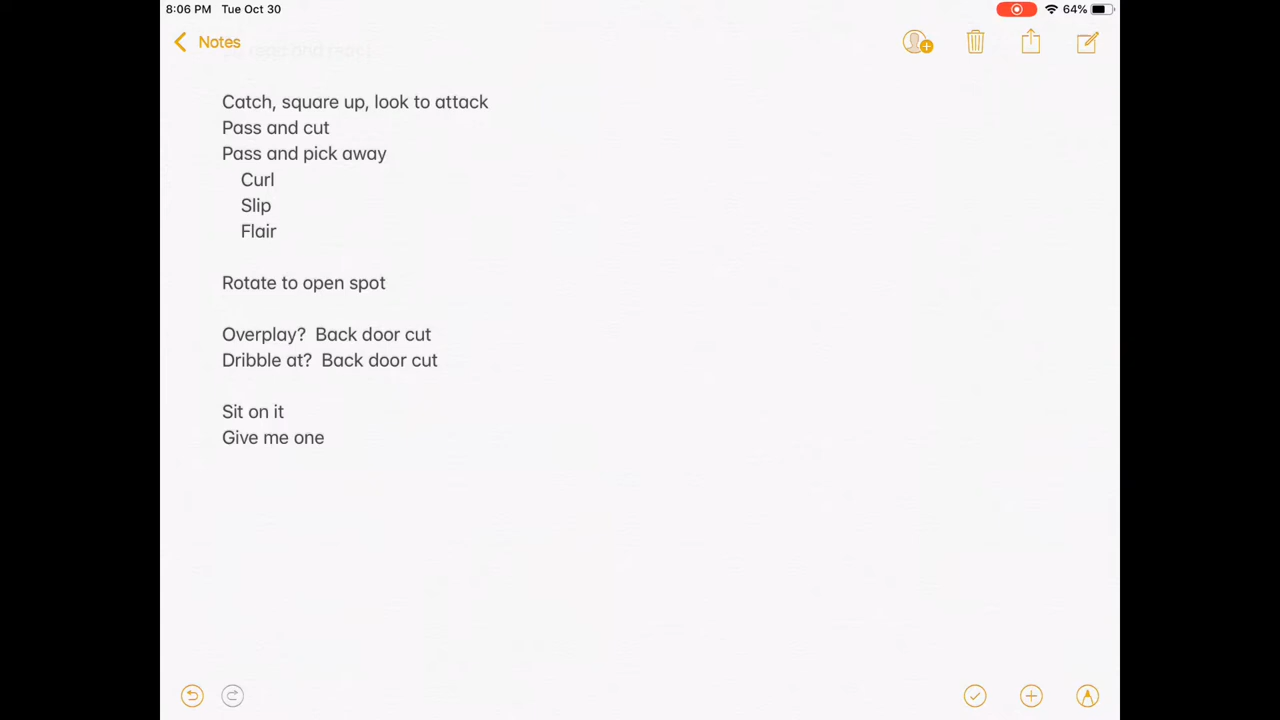 8:06 PM Tue Oct 30
64%
Notes
Catch, square up, look to attack
Pass and cut
Pass and pick away
Curl
Slip
Flair
Rotate to open spot
Overplay?  Back door cut
Dribble at?  Back door cut
Sit on it
Give me one